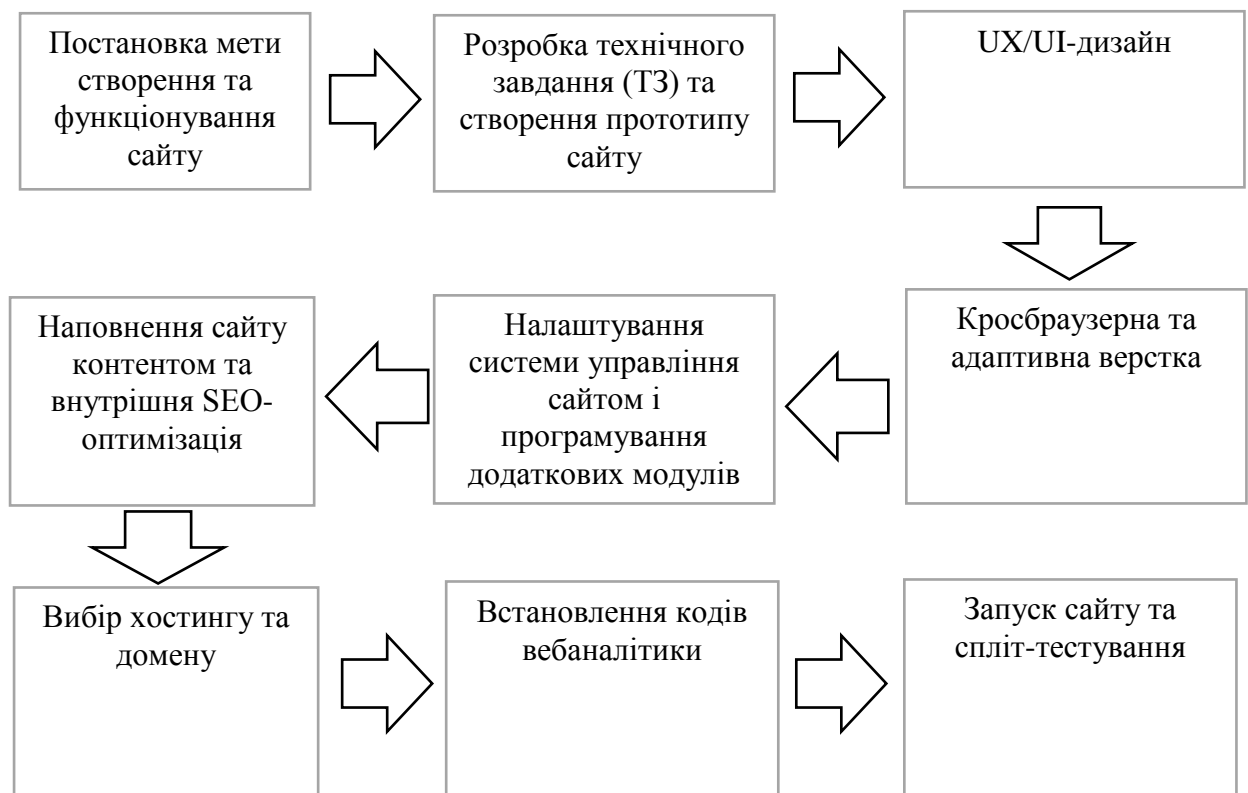 Постановка мети
створення та
функціонування
сайту
Розробка технічного
завдання (ТЗ) та
створення прототипу
сайту
UX/UI-дизайн
Кросбраузерна та
адаптивна верстка
Налаштування
системи управління
сайтом і
програмування
додаткових модулів
Наповнення сайту
контентом та
внутрішня SEO-
оптимізація
Вибір хостингу та
домену
Встановлення кодів
вебаналітики
Запуск сайту та
спліт-тестування